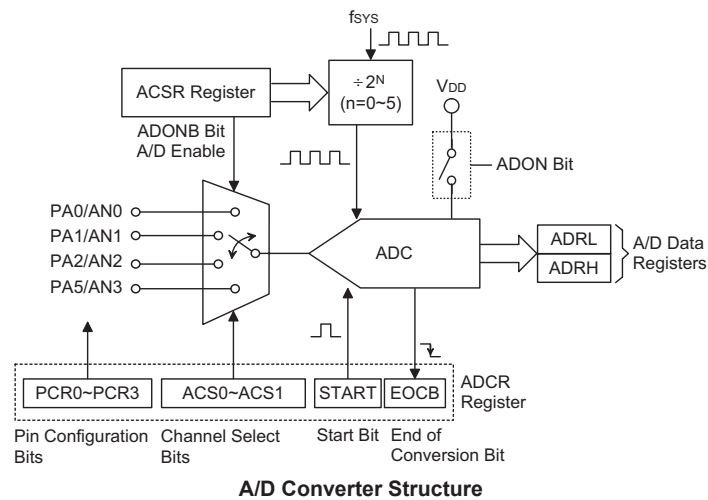 fSYS
ACSR Register
÷2N
(n=0~5)
VDD
ADONB Bit
A/D Enable
ADON Bit
PA0/AN0
PA1/AN1
PA2/AN2
PA5/AN3
ADC
ADRL
ADRH
A/D Data
Registers
PCR0~PCR3
ACS0~ACS1
START
EOCB
ADCR
Register
Pin Configuration
Bits
Channel Select
Bits
Start Bit
End of
Conversion Bit
A/D Converter Structure